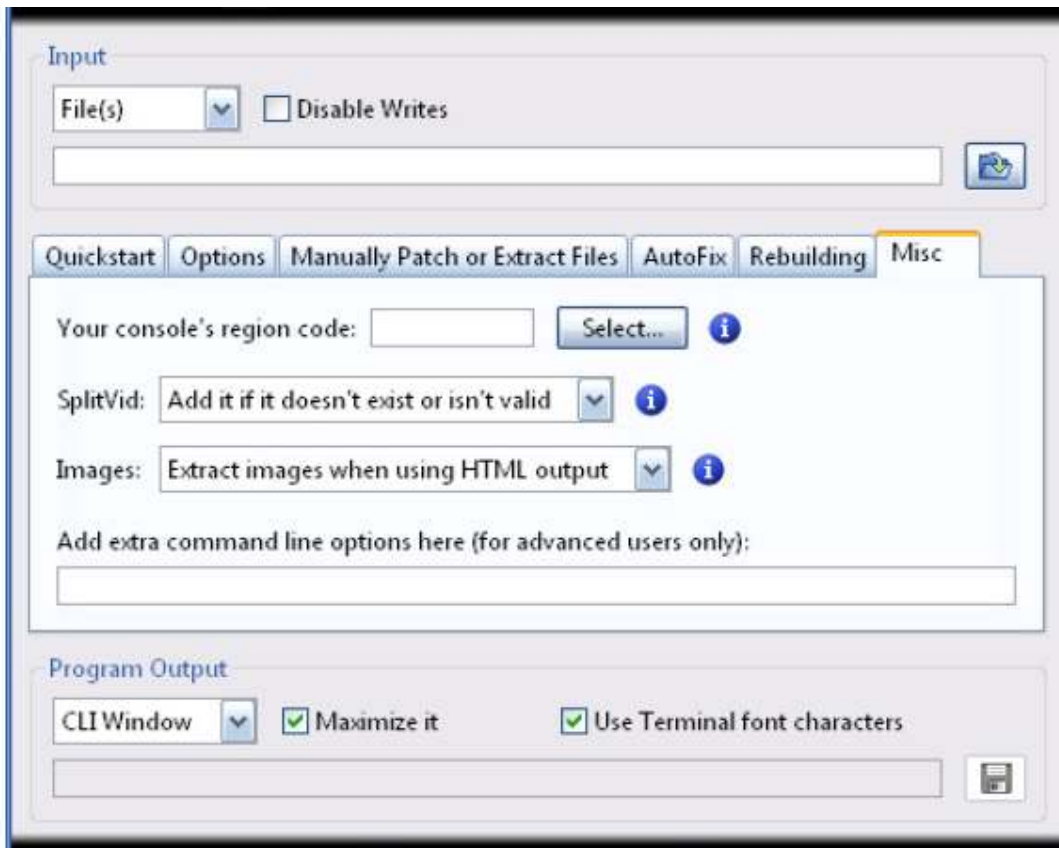 Input
File(s) Disable Writes
Quickstart Options Manually Patch or Extract Files AutoFix Rebuilding Misc
Your console's region code: Select...
SplitVid: Add it if it doesn't exist or isn't valid
Images: Extract images when using HTML output
Add extra command line options here (for advanced users only):
Program Output
CLI Window Maximize it Use Terminal font characters